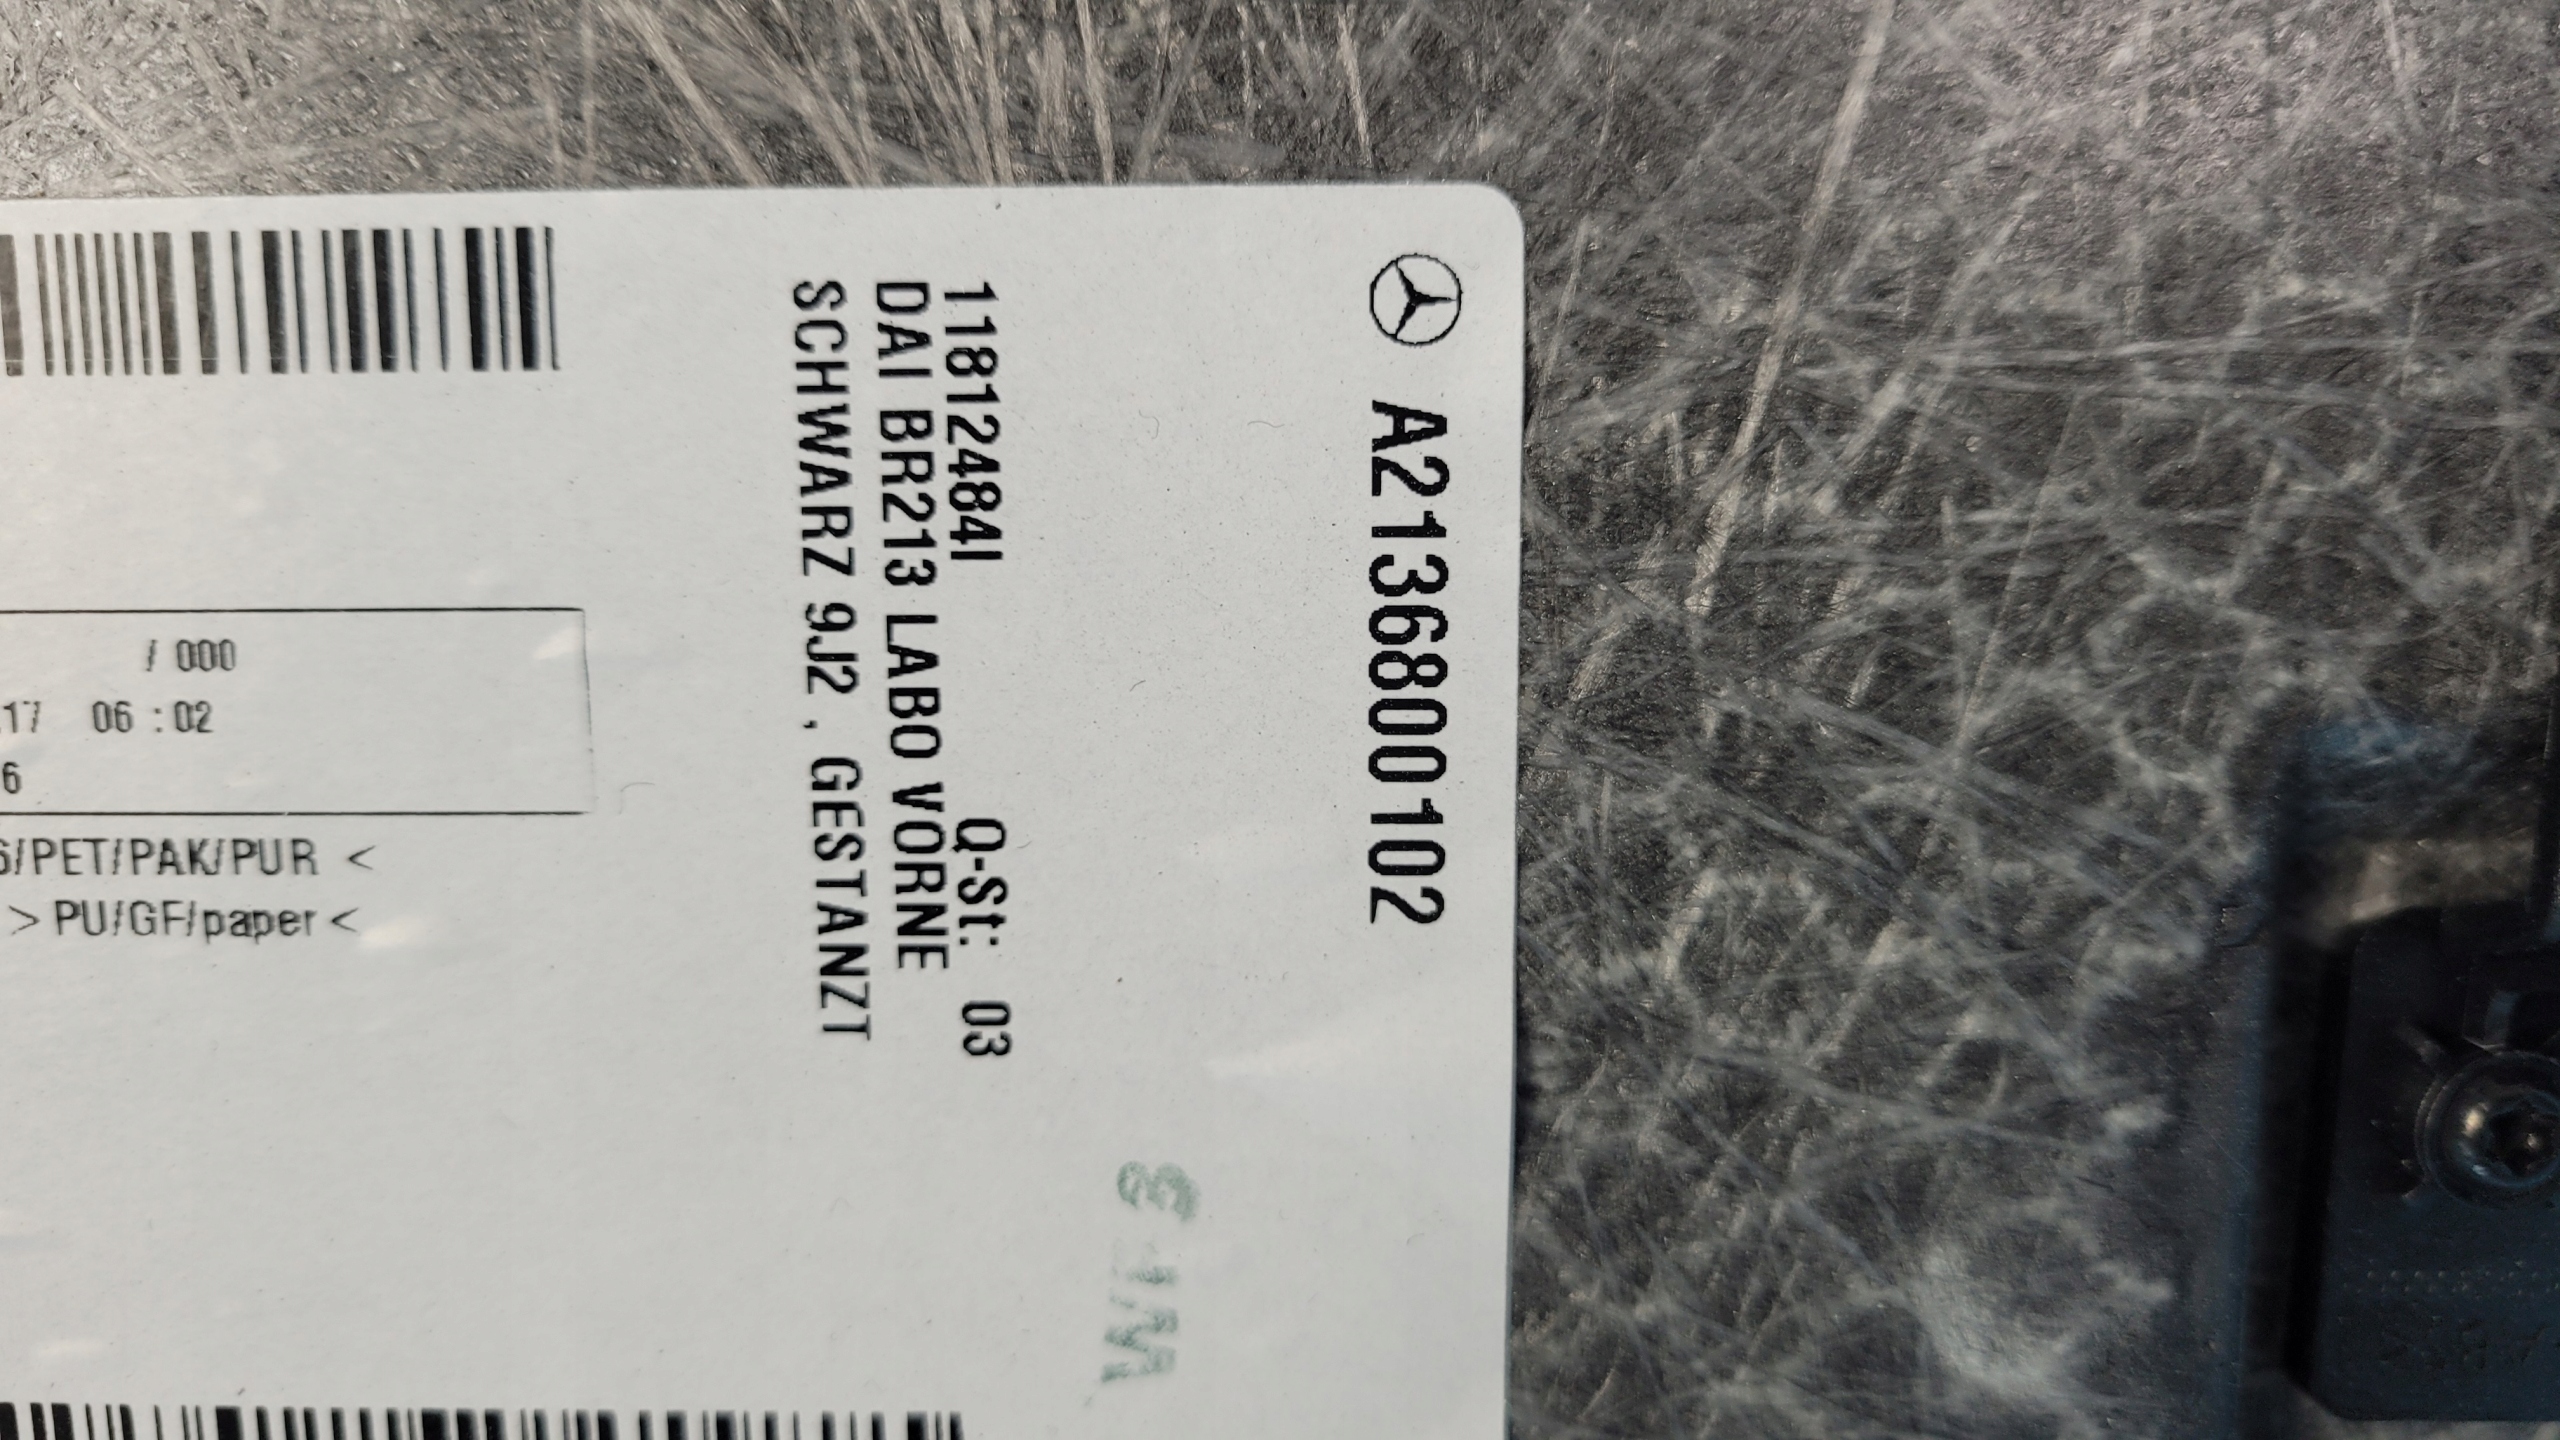 A2136800102
11812484I Q-St: 03
DAI BR213 LABO VORNE
SCHWARZ 9J2 , GESTANZT
/ 000
17 06 :02
6
6/PET/PAK/PUR <
> PU/GF/paper <